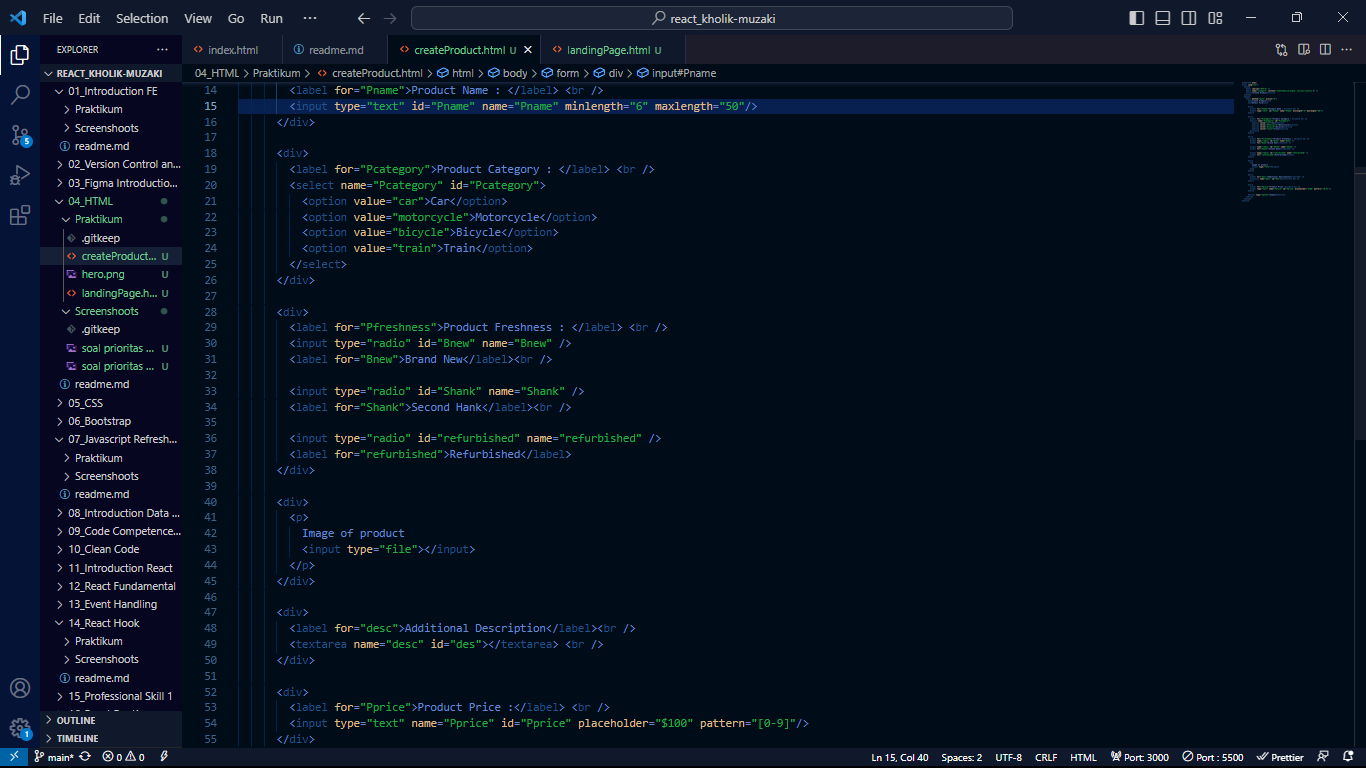 File Edit Selection View Go Run ··· react_kholik-muzaki
EXPLORER ···
REACT_KHOLIK-MUZAKI
01_Introduction FE
Praktikum
Screenshoots
readme.md
02_Version Control an...
03_Figma Introductio...
04_HTML
Praktikum
.gitkeep
createProduct... U
hero.png U
landingPage.h... U
Screenshoots
.gitkeep
soal prioritas ... U
soal prioritas ... U
readme.md
05_CSS
06_Bootstrap
07_Javascript Refresh...
Praktikum
Screenshoots
readme.md
08_Introduction Data ...
09_Code Competence...
10_Clean Code
11_Introduction React
12_React Fundamental
13_Event Handling
14_React Hook
Praktikum
Screenshoots
readme.md
15_Professional Skill 1
OUTLINE
TIMELINE
5
1
index.html readme.md createProduct.html U landingPage.html U ···
04_HTML > Praktikum > createProduct.html > html > body > form > div > input#Pname
14 <label for="Pname">Product Name : </label> <br />
15 <input type="text" id="Pname" name="Pname" minlength="6" maxlength="50"/>
16 </div>
17
18 <div>
19 <label for="Pcategory">Product Category : </label> <br />
20 <select name="Pcategory" id="Pcategory">
21 <option value="car">Car</option>
22 <option value="motorcycle">Motorcycle</option>
23 <option value="bicycle">Bicycle</option>
24 <option value="train">Train</option>
25 </select>
26 </div>
27
28 <div>
29 <label for="Pfreshness">Product Freshness : </label> <br />
30 <input type="radio" id="Bnew" name="Bnew" />
31 <label for="Bnew">Brand New</label><br />
32
33 <input type="radio" id="Shank" name="Shank" />
34 <label for="Shank">Second Hank</label><br />
35
36 <input type="radio" id="refurbished" name="refurbished" />
37 <label for="refurbished">Refurbished</label>
38 </div>
39
40 <div>
41 <p>
42 Image of product
43 <input type="file"></input>
44 </p>
45 </div>
46
47 <div>
48 <label for="desc">Additional Description</label><br />
49 <textarea name="desc" id="des"></textarea> <br />
50 </div>
51
52 <div>
53 <label for="Pprice">Product Price :</label> <br />
54 <input type="text" name="Pprice" id="Pprice" placeholder="$100" pattern="[0-9]"/>
55 </div>
main* 0 0 Ln 15, Col 40 Spaces: 2 UTF-8 CRLF HTML Port: 3000 Port : 5500 Prettier